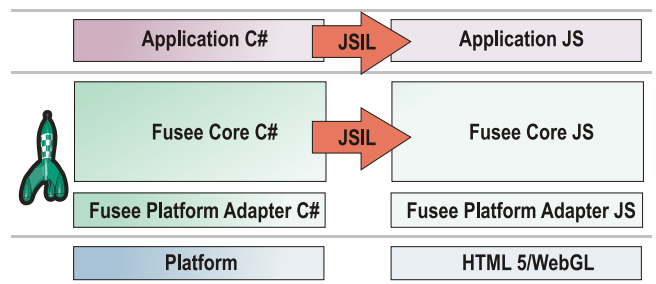 Application C# JSIL Application JS
Fusee Core C# JSIL Fusee Core JS
Fusee Platform Adapter C# Fusee Platform Adapter JS
Platform HTML 5/WebGL